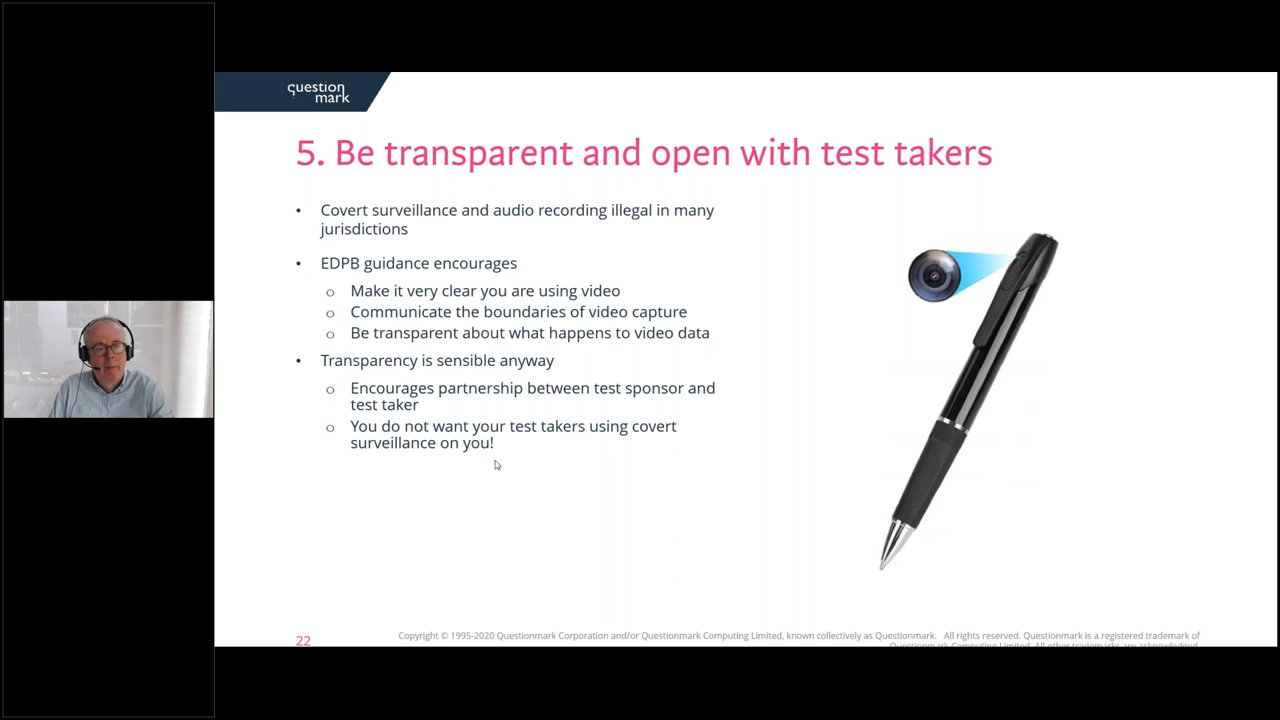 question
mark
5. Be transparent and open with test takers
• Covert surveillance and audio recording illegal in many
jurisdictions
• EDPB guidance encourages
o Make it very clear you are using video
o Communicate the boundaries of video capture
o Be transparent about what happens to video data
• Transparency is sensible anyway
o Encourages partnership between test sponsor and
test taker
o You do not want your test takers using covert
surveillance on you!
22
Copyright © 1995-2020 Questionmark Corporation and/or Questionmark Computing Limited, known collectively as Questionmark. All rights reserved. Questionmark is a registered trademark of
Questionmark Computing Limited. All other trademarks are acknowledged.